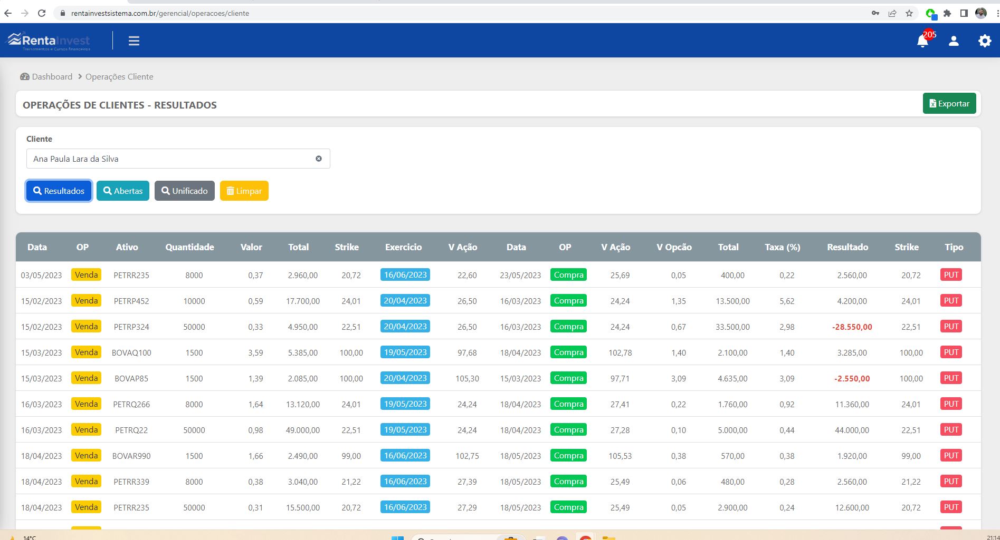 rentainvestsistema.com.br/gerencial/operacoes/cliente
RentaInvest
Treinamentos e Cursos financeiros
205
Dashboard > Operações Cliente
OPERAÇÕES DE CLIENTES - RESULTADOS
Exportar
Cliente
Ana Paula Lara da Silva
Resultados Abertas Unificado Limpar
Data OP Ativo Quantidade Valor Total Strike Exercicio V Ação Data OP V Ação V Opcão Total Taxa (%) Resultado Strike Tipo
03/05/2023 Venda PETRR235 8000 0,37 2.960,00 20,72 16/06/2023 22,60 23/05/2023 Compra 25,69 0,05 400,00 0,22 2.560,00 20,72 PUT
15/02/2023 Venda PETRP452 10000 0,59 17.700,00 24,01 20/04/2023 26,50 16/03/2023 Compra 24,24 1,35 13.500,00 5,62 4.200,00 24,01 PUT
15/02/2023 Venda PETRP324 50000 0,33 4.950,00 22,51 20/04/2023 26,50 16/03/2023 Compra 24,24 0,67 33.500,00 2,98 -28.550,00 22,51 PUT
15/03/2023 Venda BOVAQ100 1500 3,59 5.385,00 100,00 19/05/2023 97,68 18/04/2023 Compra 102,78 1,40 2.100,00 1,40 3.285,00 100,00 PUT
15/03/2023 Venda BOVAP85 1500 1,39 2.085,00 100,00 20/04/2023 105,30 15/03/2023 Compra 97,71 3,09 4.635,00 3,09 -2.550,00 100,00 PUT
16/03/2023 Venda PETRQ266 8000 1,64 13.120,00 24,01 19/05/2023 24,24 18/04/2023 Compra 27,41 0,22 1.760,00 0,92 11.360,00 24,01 PUT
16/03/2023 Venda PETRQ22 50000 0,98 49.000,00 22,51 19/05/2023 24,24 18/04/2023 Compra 27,28 0,10 5.000,00 0,44 44.000,00 22,51 PUT
18/04/2023 Venda BOVAR990 1500 1,66 2.490,00 99,00 16/06/2023 102,75 18/05/2023 Compra 105,53 0,38 570,00 0,38 1.920,00 99,00 PUT
18/04/2023 Venda PETRR339 8000 0,38 3.040,00 21,22 16/06/2023 27,39 18/05/2023 Compra 25,49 0,06 480,00 0,28 2.560,00 21,22 PUT
18/04/2023 Venda PETRR235 50000 0,31 15.500,00 20,72 16/06/2023 27,29 18/05/2023 Compra 25,49 0,05 2.900,00 0,24 12.600,00 20,72 PUT
14°C
21:14